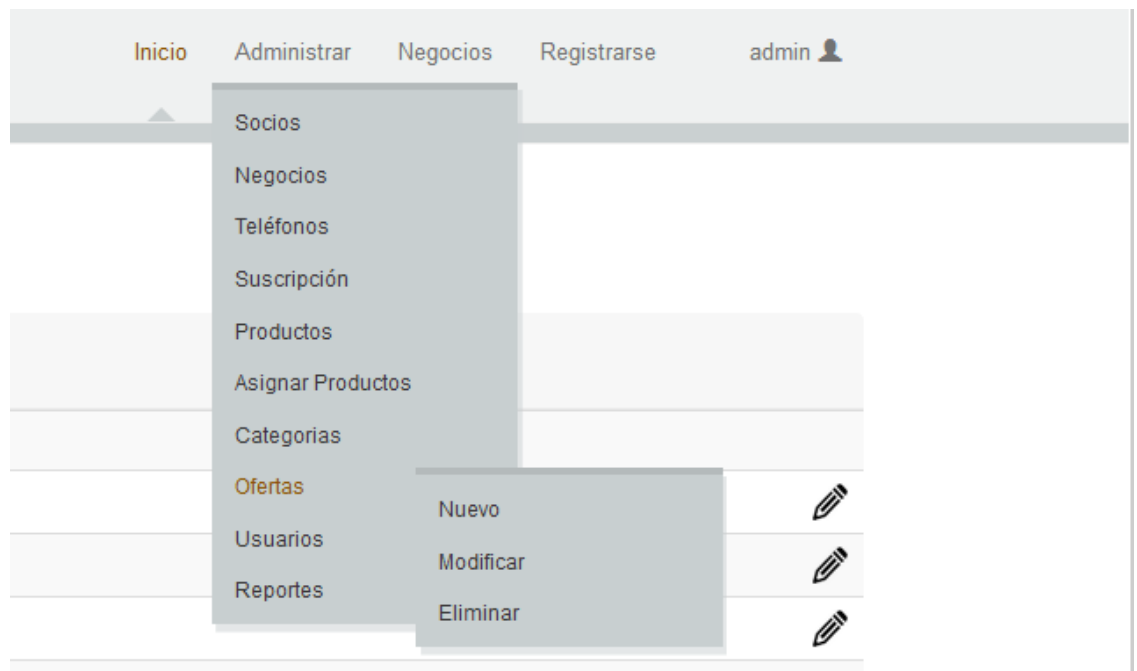 Inicio Administrar Negocios Registrarse admin
Socios
Negocios
Teléfonos
Suscripción
Productos
Asignar Productos
Categorias
Ofertas
Usuarios
Reportes
Nuevo
Modificar
Eliminar